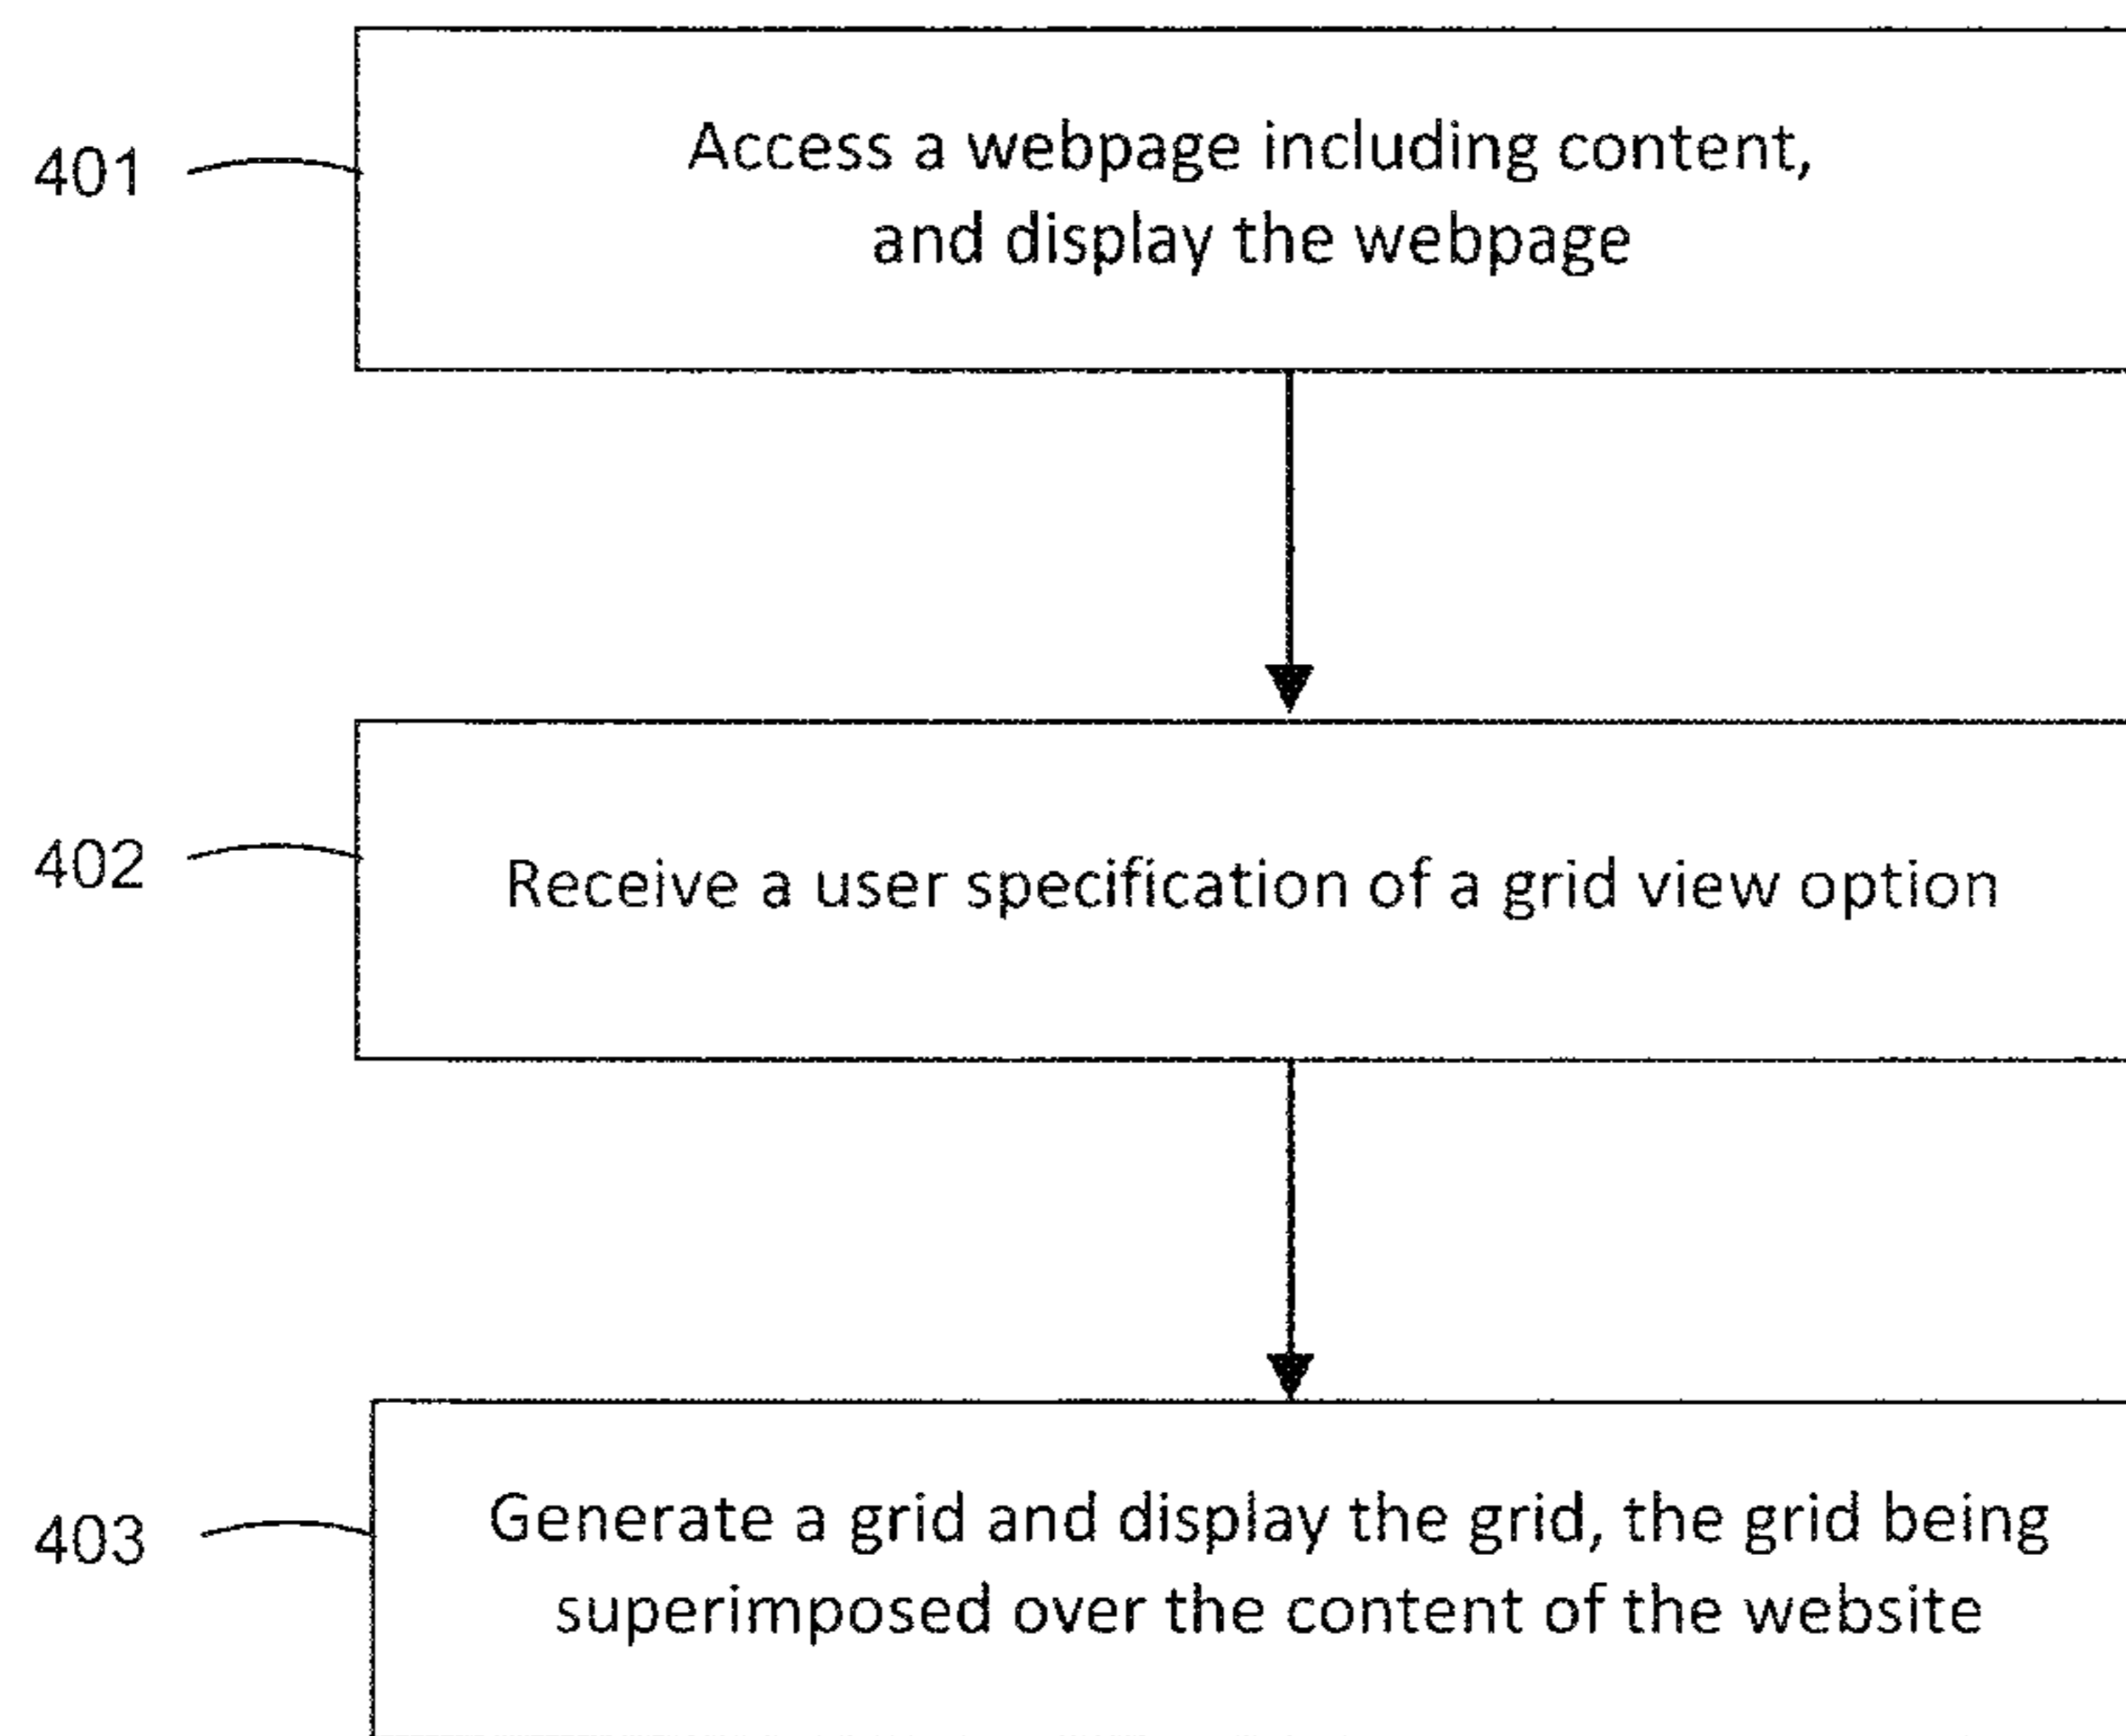 401
Access a webpage including content,
and display the webpage
402
Receive a user specification of a grid view option
403
Generate a grid and display the grid, the grid being
superimposed over the content of the website